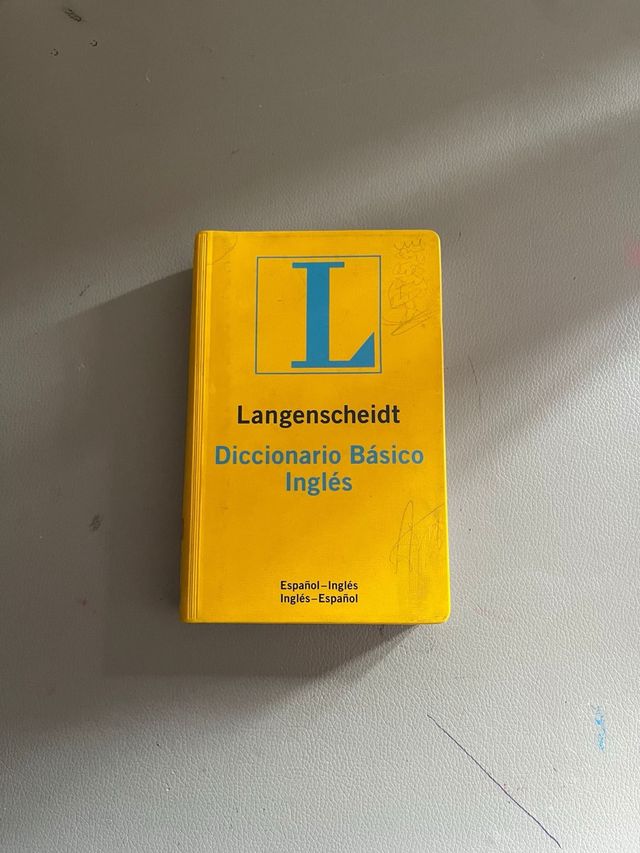 L
Langenscheidt
Diccionario Básico
Inglés
Español–Inglés
Inglés–Español